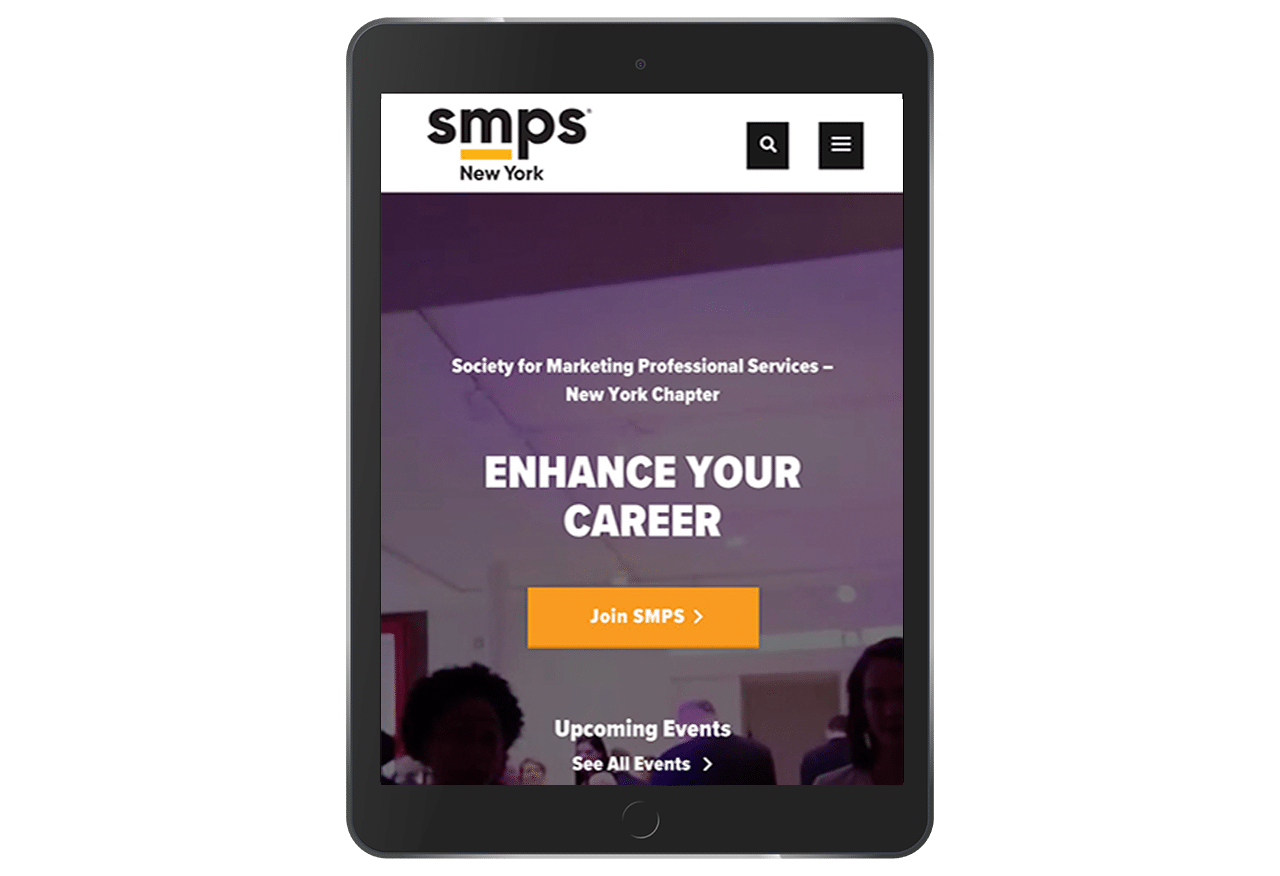 smps®
New York
Society for Marketing Professional Services –
New York Chapter
ENHANCE YOUR
CAREER
Join SMPS >
Upcoming Events
See All Events >